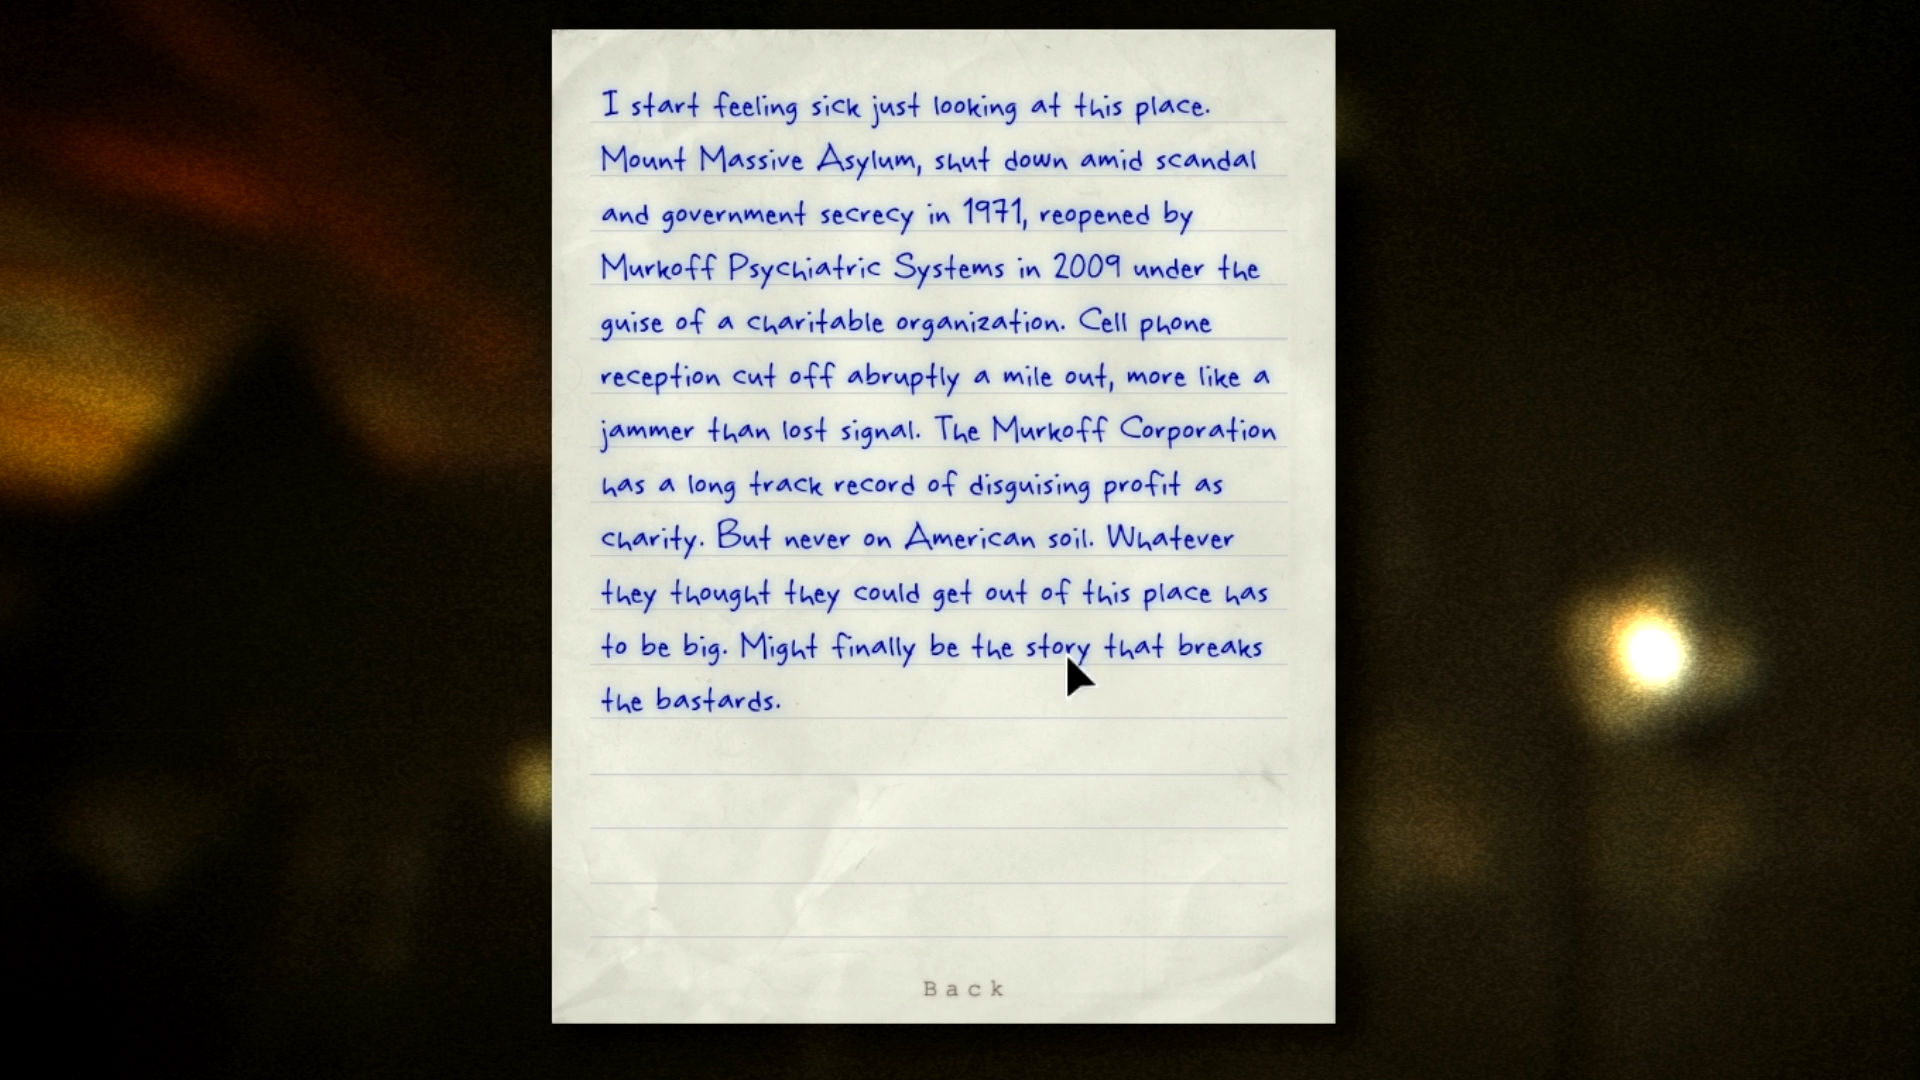 I start feeling sick just looking at this place.
Mount Massive Asylum, shut down amid scandal
and government secrecy in 1971, reopened by
Murkoff Psychiatric Systems in 2009 under the
guise of a charitable organization. Cell phone
reception cut off abruptly a mile out, more like a
jammer than lost signal. The Murkoff Corporation
has a long track record of disguising profit as
charity. But never on American soil. Whatever
they thought they could get out of this place has
to be big. Might finally be the story that breaks
the bastards.
Back